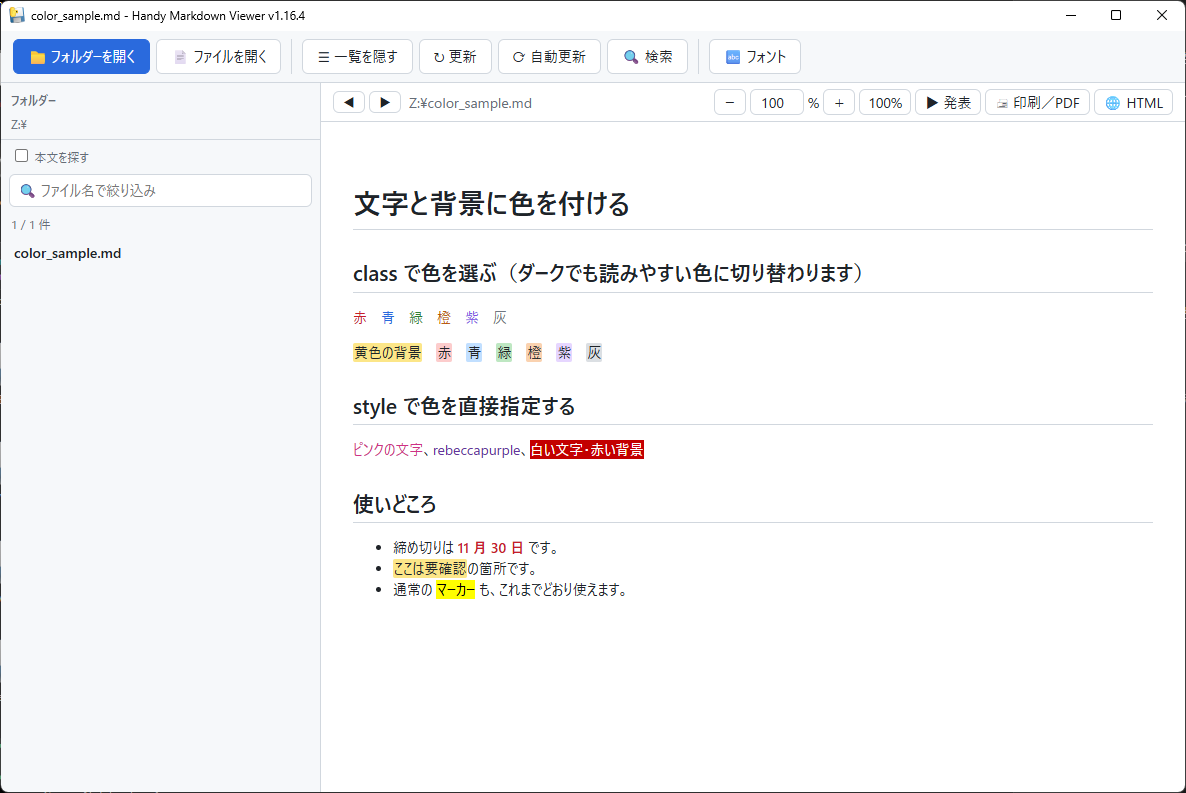 color_sample.md - Handy Markdown Viewer v1.16.4
フォルダーを開く ファイルを開く ☰ 一覧を隠す ↻ 更新 ⟳ 自動更新 検索 abc フォント
フォルダー
Z:¥
本文を探す
ファイル名で絞り込み
1 / 1 件
color_sample.md
◀ ▶ Z:¥color_sample.md − 100 % + 100% ▶ 発表 印刷／PDF HTML
文字と背景に色を付ける
class で色を選ぶ（ダークでも読みやすい色に切り替わります）
赤 青 緑 橙 紫 灰
黄色の背景 赤 青 緑 橙 紫 灰
style で色を直接指定する
ピンクの文字、rebeccapurple、白い文字・赤い背景
使いどころ
• 締め切りは 11 月 30 日 です。
• ここは要確認の箇所です。
• 通常の マーカー も、これまでどおり使えます。